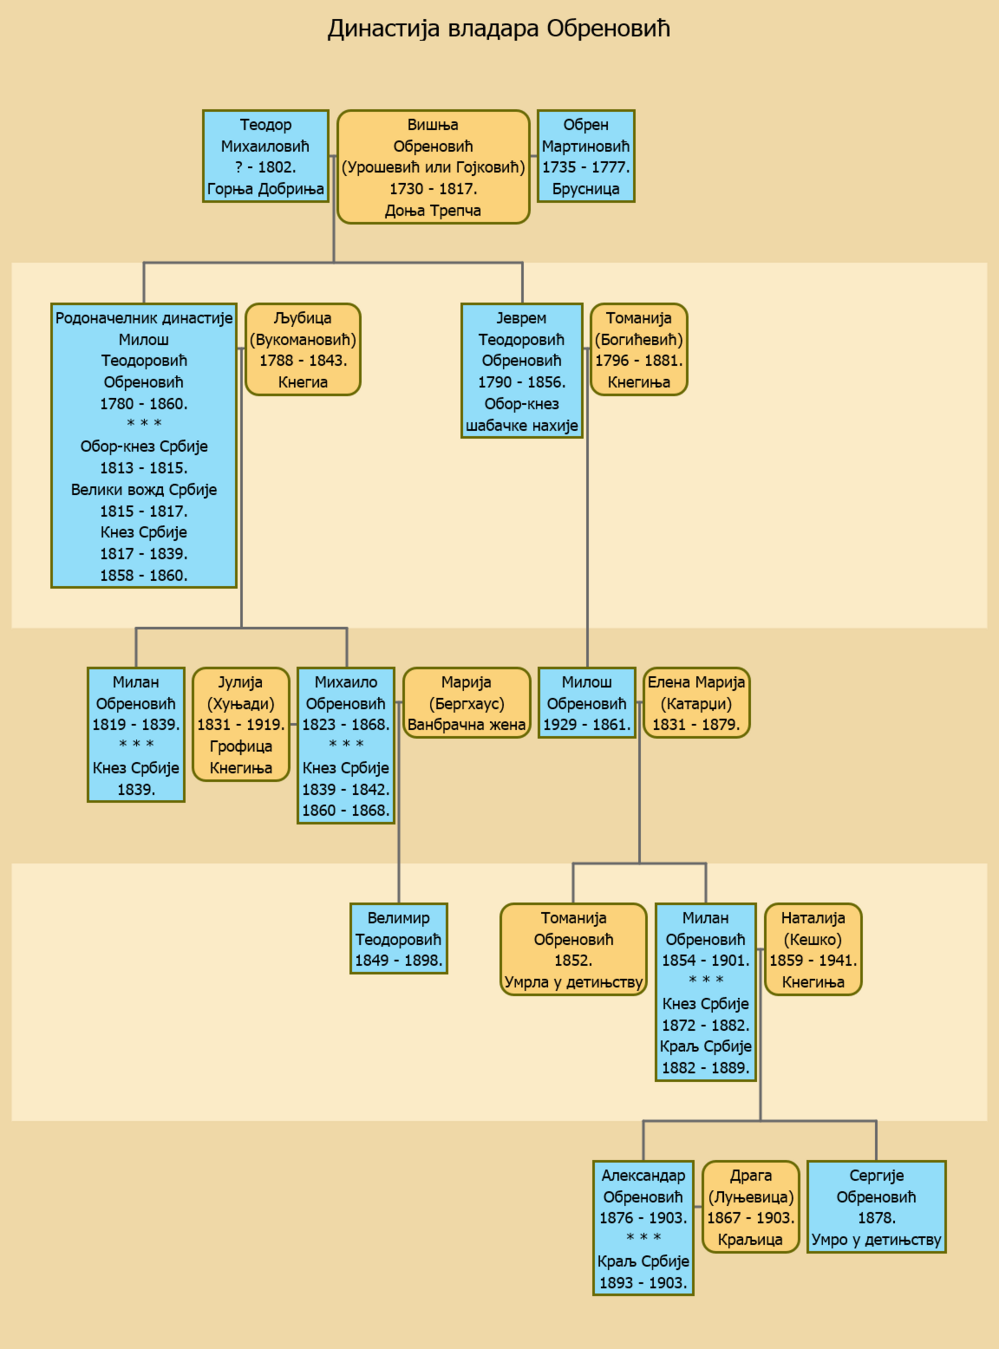 Династија владара Обреновић
Теодор
Михаиловић
? - 1802.
Горња Добриња
Вишња
Обреновић
(Урошевић или Гојковић)
1730 - 1817.
Доња Трепча
Обрен
Мартиновић
1735 - 1777.
Брусница
Родоначелник династије
Милош
Теодоровић
Обреновић
1780 - 1860.
* * *
Обор-кнез Србије
1813 - 1815.
Велики вожд Србије
1815 - 1817.
Кнез Србије
1817 - 1839.
1858 - 1860.
Љубица
(Вукомановић)
1788 - 1843.
Кнегиа
Јеврем
Теодоровић
Обреновић
1790 - 1856.
Обор-кнез
шабачке нахије
Томанија
(Богићевић)
1796 - 1881.
Кнегиња
Милан
Обреновић
1819 - 1839.
* * *
Кнез Србије
1839.
Јулија
(Хуњади)
1831 - 1919.
Грофица
Кнегиња
Михаило
Обреновић
1823 - 1868.
* * *
Кнез Србије
1839 - 1842.
1860 - 1868.
Марија
(Бергхаус)
Ванбрачна жена
Милош
Обреновић
1929 - 1861.
Елена Марија
(Катарџи)
1831 - 1879.
Велимир
Теодоровић
1849 - 1898.
Томанија
Обреновић
1852.
Умрла у детињству
Милан
Обреновић
1854 - 1901.
* * *
Кнез Србије
1872 - 1882.
Краљ Србије
1882 - 1889.
Наталија
(Кешко)
1859 - 1941.
Кнегиња
Александар
Обреновић
1876 - 1903.
* * *
Краљ Србије
1893 - 1903.
Драга
(Луњевица)
1867 - 1903.
Краљица
Сергије
Обреновић
1878.
Умро у детињству